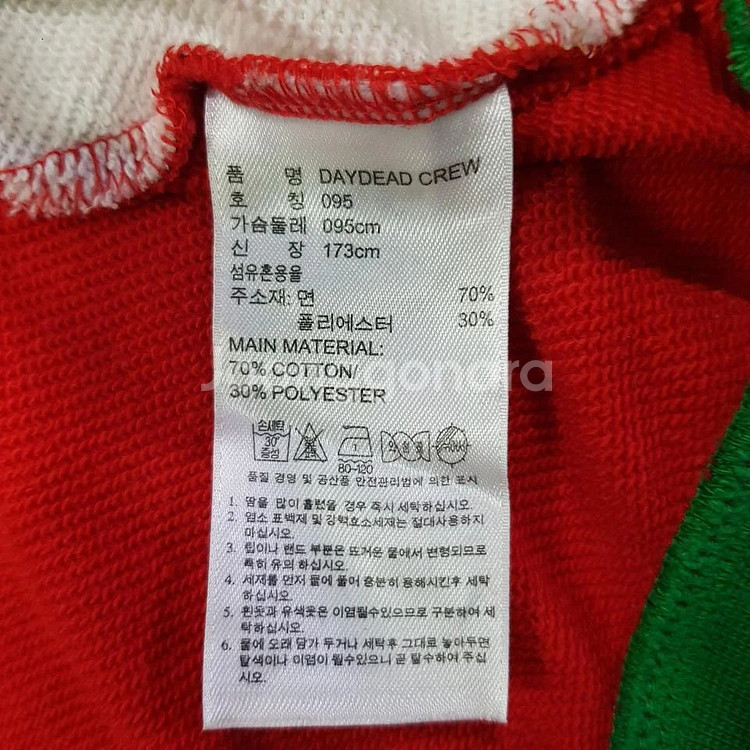 품 명 DAYDEAD CREW
호 칭 095
가슴둘레 095cm
신 장 173cm
섬유혼용율
주소재: 면 70%
폴리에스터 30%
MAIN MATERIAL:
70% COTTON/
30% POLYESTER
손세탁
30˚
중성
80-120
품질 경영 및 공산품 안전관리법에 의한 표시
1. 땀을 많이 흘렸을 경우 즉시 세탁하십시오.
2. 염소 표백제 및 강력효소세제는 절대사용하지
마십시오.
3. 립이나 밴드 부분은 뜨거운 물에서 변형되므로
특히 유의 하십시오.
4. 세제를 먼저 물에 풀어 충분히 용해시킨후 세탁
하십시오.
5. 흰옷과 유색옷은 이염될수있으므로 구분하여 세
탁하십시오.
6. 물에 오래 담가 두거나 세탁후 그대로 놓아두면
탈색이나 이염이 될수있으니 곧 탈수하여 주십
시오.